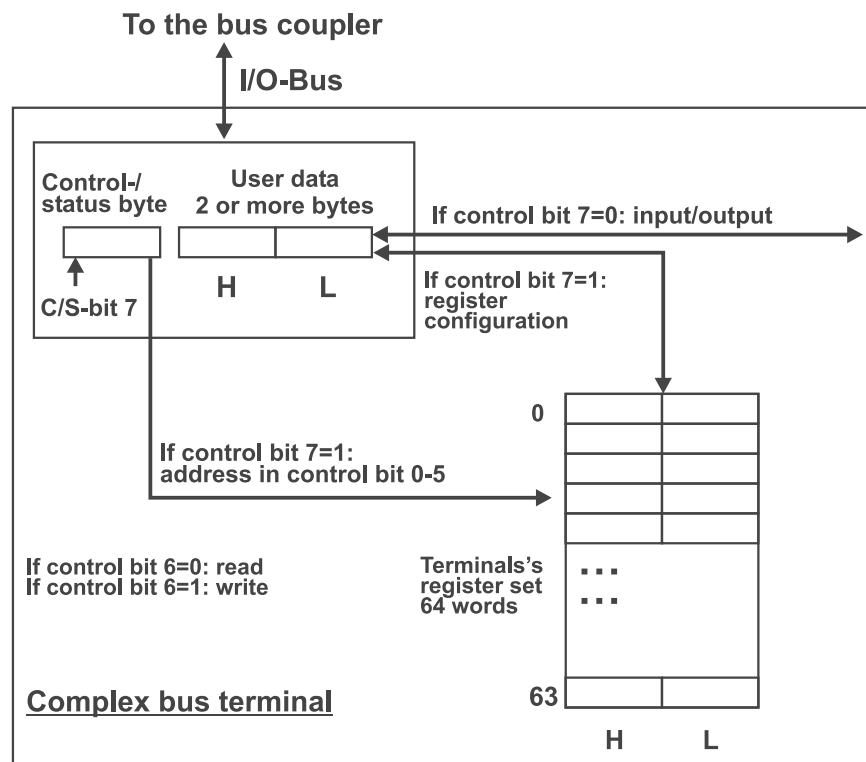 To the bus coupler
I/O-Bus
Control-/
status byte
User data
2 or more bytes
If control bit 7=0: input/output
H
L
C/S-bit 7
If control bit 7=1:
register
configuration
0
If control bit 7=1:
address in control bit 0-5
If control bit 6=0: read
If control bit 6=1: write
Terminals's
register set
64 words
...
...
Complex bus terminal
63
H
L